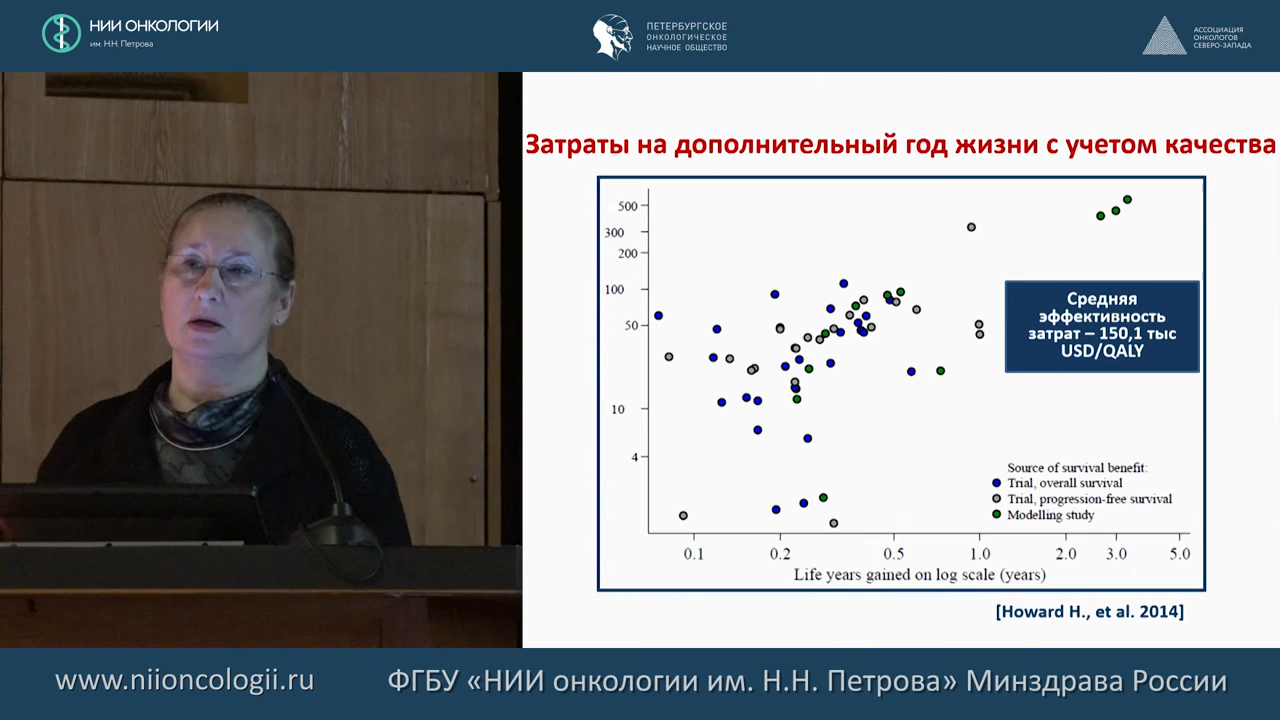 НИИ ОНКОЛОГИИ
им. Н.Н. Петрова
ПЕТЕРБУРГСКОЕ
ОНКОЛОГИЧЕСКОЕ
НАУЧНОЕ ОБЩЕСТВО
АССОЦИАЦИЯ
ОНКОЛОГОВ
СЕВЕРО-ЗАПАДА
Затраты на дополнительный год жизни с учетом качества
500
300
200
100
50
10
4
Средняя
эффективность
затрат – 150,1 тыс
USD/QALY
Source of survival benefit:
Trial, overall survival
Trial, progression-free survival
Modelling study
0.1 0.2 0.5 1.0 2.0 3.0 5.0
Life years gained on log scale (years)
[Howard H., et al. 2014]
www.niioncologii.ru
ФГБУ «НИИ онкологии им. Н.Н. Петрова» Минздрава России